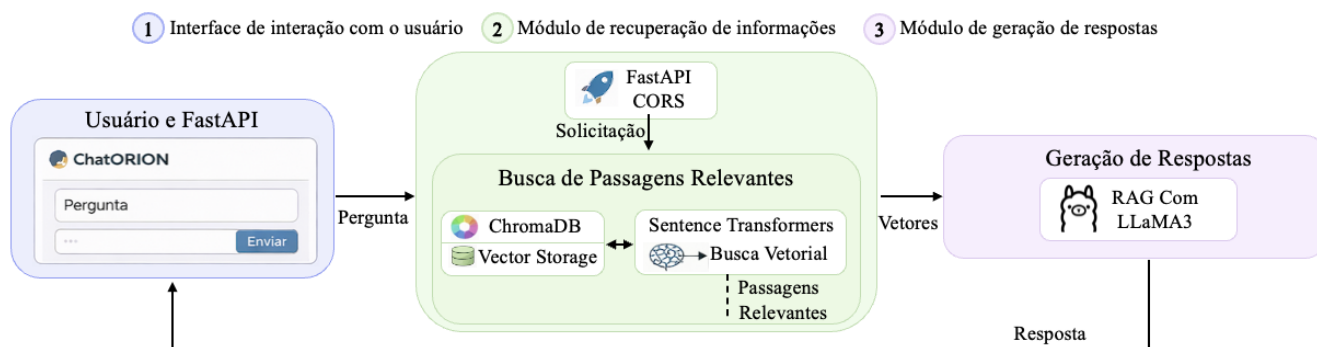 1 Interface de interação com o usuário
2 Módulo de recuperação de informações
3 Módulo de geração de respostas
Usuário e FastAPI
ChatORION
Pergunta
...
Enviar
Pergunta
FastAPI
CORS
Solicitação
Busca de Passagens Relevantes
ChromaDB
Vector Storage
Sentence Transformers
Busca Vetorial
Passagens
Relevantes
Vetores
Geração de Respostas
RAG Com
LLaMA3
Resposta